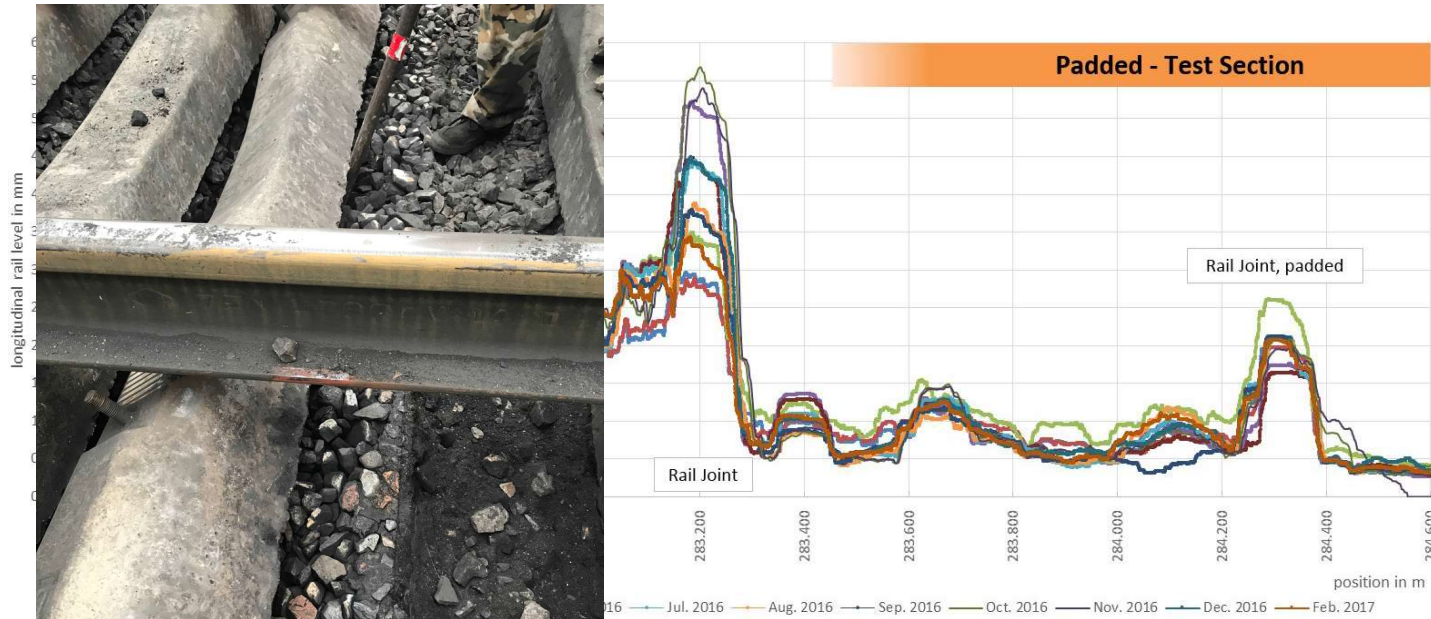 Padded - Test Section
longitudinal rail level in mm
Rail Joint, padded
Rail Joint
283.200
283.400
283.600
283.800
284.000
284.200
284.400
position in m
Jul. 2016
Aug. 2016
Sep. 2016
Oct. 2016
Nov. 2016
Dec. 2016
Feb. 2017